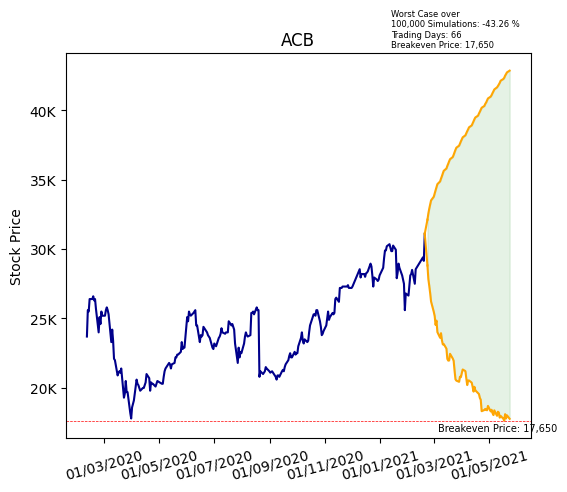 Worst Case over
100,000 Simulations: -43.26 %
Trading Days: 66
Breakeven Price: 17,650
ACB
Stock Price
40K
35K
30K
25K
20K
Breakeven Price: 17,650
01/03/2020
01/05/2020
01/07/2020
01/09/2020
01/11/2020
01/01/2021
01/03/2021
01/05/2021